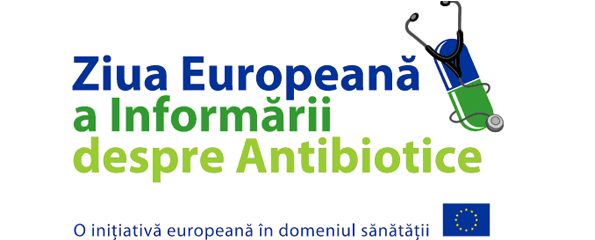 Ziua Europeană
a Informării
despre Antibiotice
O inițiativă europeană în domeniul sănătății